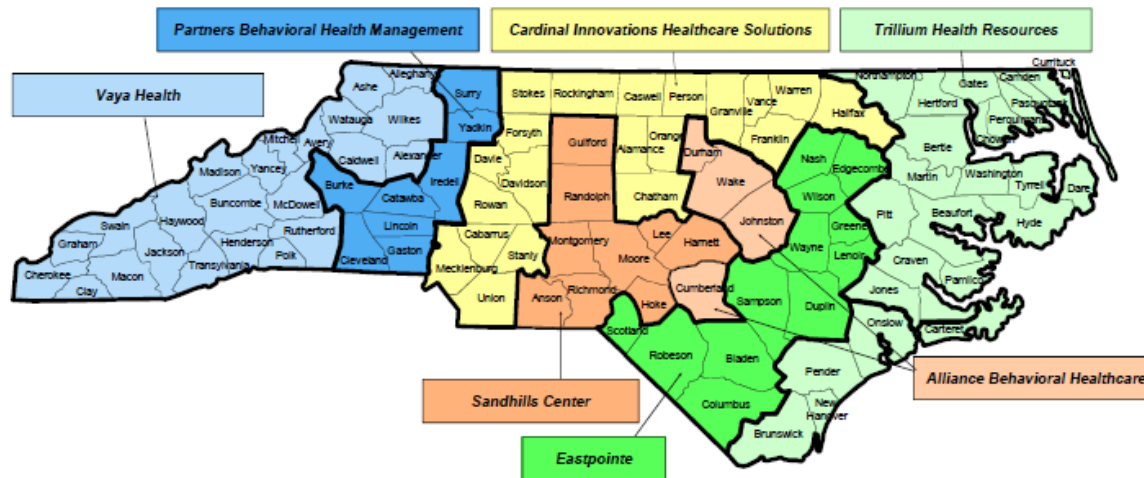 Partners Behavioral Health Management
Cardinal Innovations Healthcare Solutions
Trillium Health Resources
Vaya Health
Alleghany
Ashe
Surry
Stokes
Rockingham
Caswell
Person
Granville
Vance
Warren
Northampton
Gates
Camden
Currituck
Hertford
Pasquotank
Perquimans
Chowan
Halifax
Watauga
Wilkes
Yadkin
Forsyth
Guilford
Alamance
Orange
Durham
Franklin
Nash
Edgecombe
Bertie
Martin
Washington
Tyrrell
Dare
Mitchell
Avery
Caldwell
Alexander
Davie
Davidson
Iredell
Madison
Yancey
Burke
Catawba
Rowan
Randolph
Chatham
Wake
Wilson
Pitt
Beaufort
Hyde
Buncombe
McDowell
Haywood
Swain
Rutherford
Lincoln
Cabarrus
Johnston
Greene
Graham
Jackson
Henderson
Polk
Cleveland
Gaston
Mecklenburg
Stanly
Montgomery
Moore
Lee
Harnett
Wayne
Lenoir
Craven
Pamlico
Cherokee
Macon
Clay
Transylvania
Union
Anson
Richmond
Hoke
Cumberland
Sampson
Duplin
Jones
Onslow
Carteret
Scotland
Robeson
Bladen
Pender
Columbus
New
Hanover
Brunswick
Sandhills Center
Alliance Behavioral Healthcare
Eastpointe